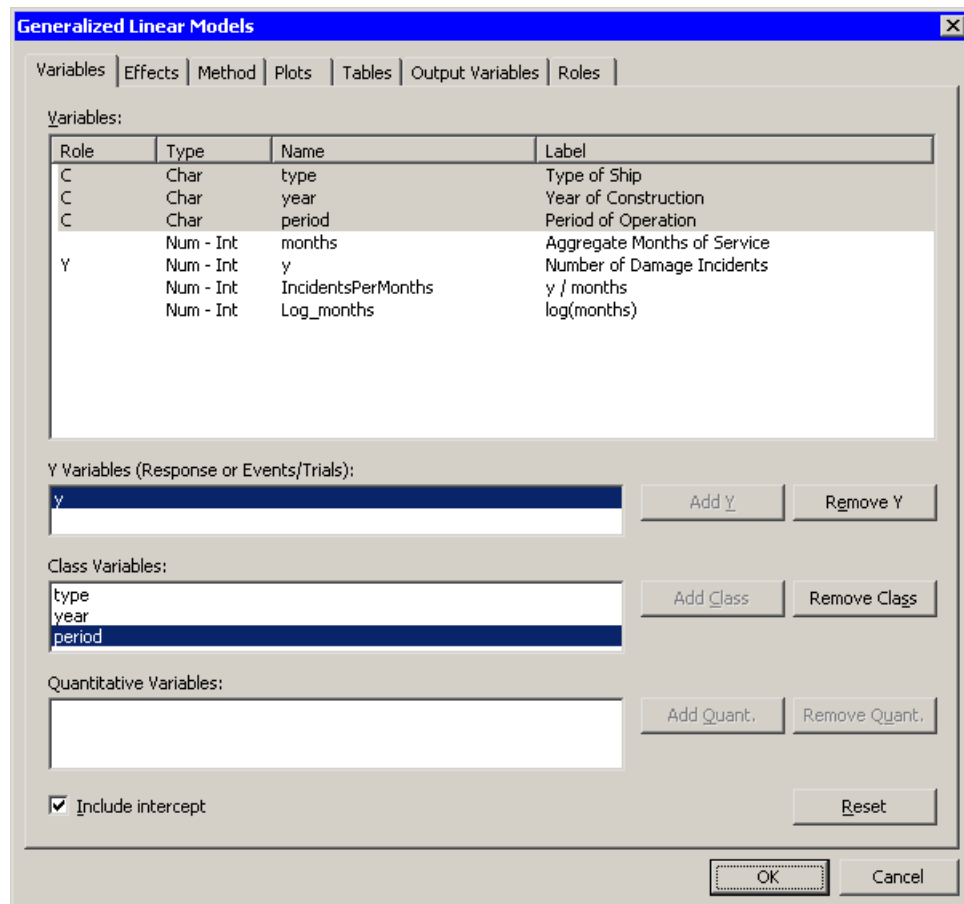 Generalized Linear Models
Variables Effects Method Plots Tables Output Variables Roles
Variables:
Role Type Name Label
C Char type Type of Ship
C Char year Year of Construction
C Char period Period of Operation
Num - Int months Aggregate Months of Service
Y Num - Int y Number of Damage Incidents
Num - Int IncidentsPerMonths y / months
Num - Int Log_months log(months)
Y Variables (Response or Events/Trials):
y Add Y Remove Y
Class Variables:
type Add Class Remove Class
year
period
Quantitative Variables:
Add Quant. Remove Quant.
Include intercept Reset
OK Cancel